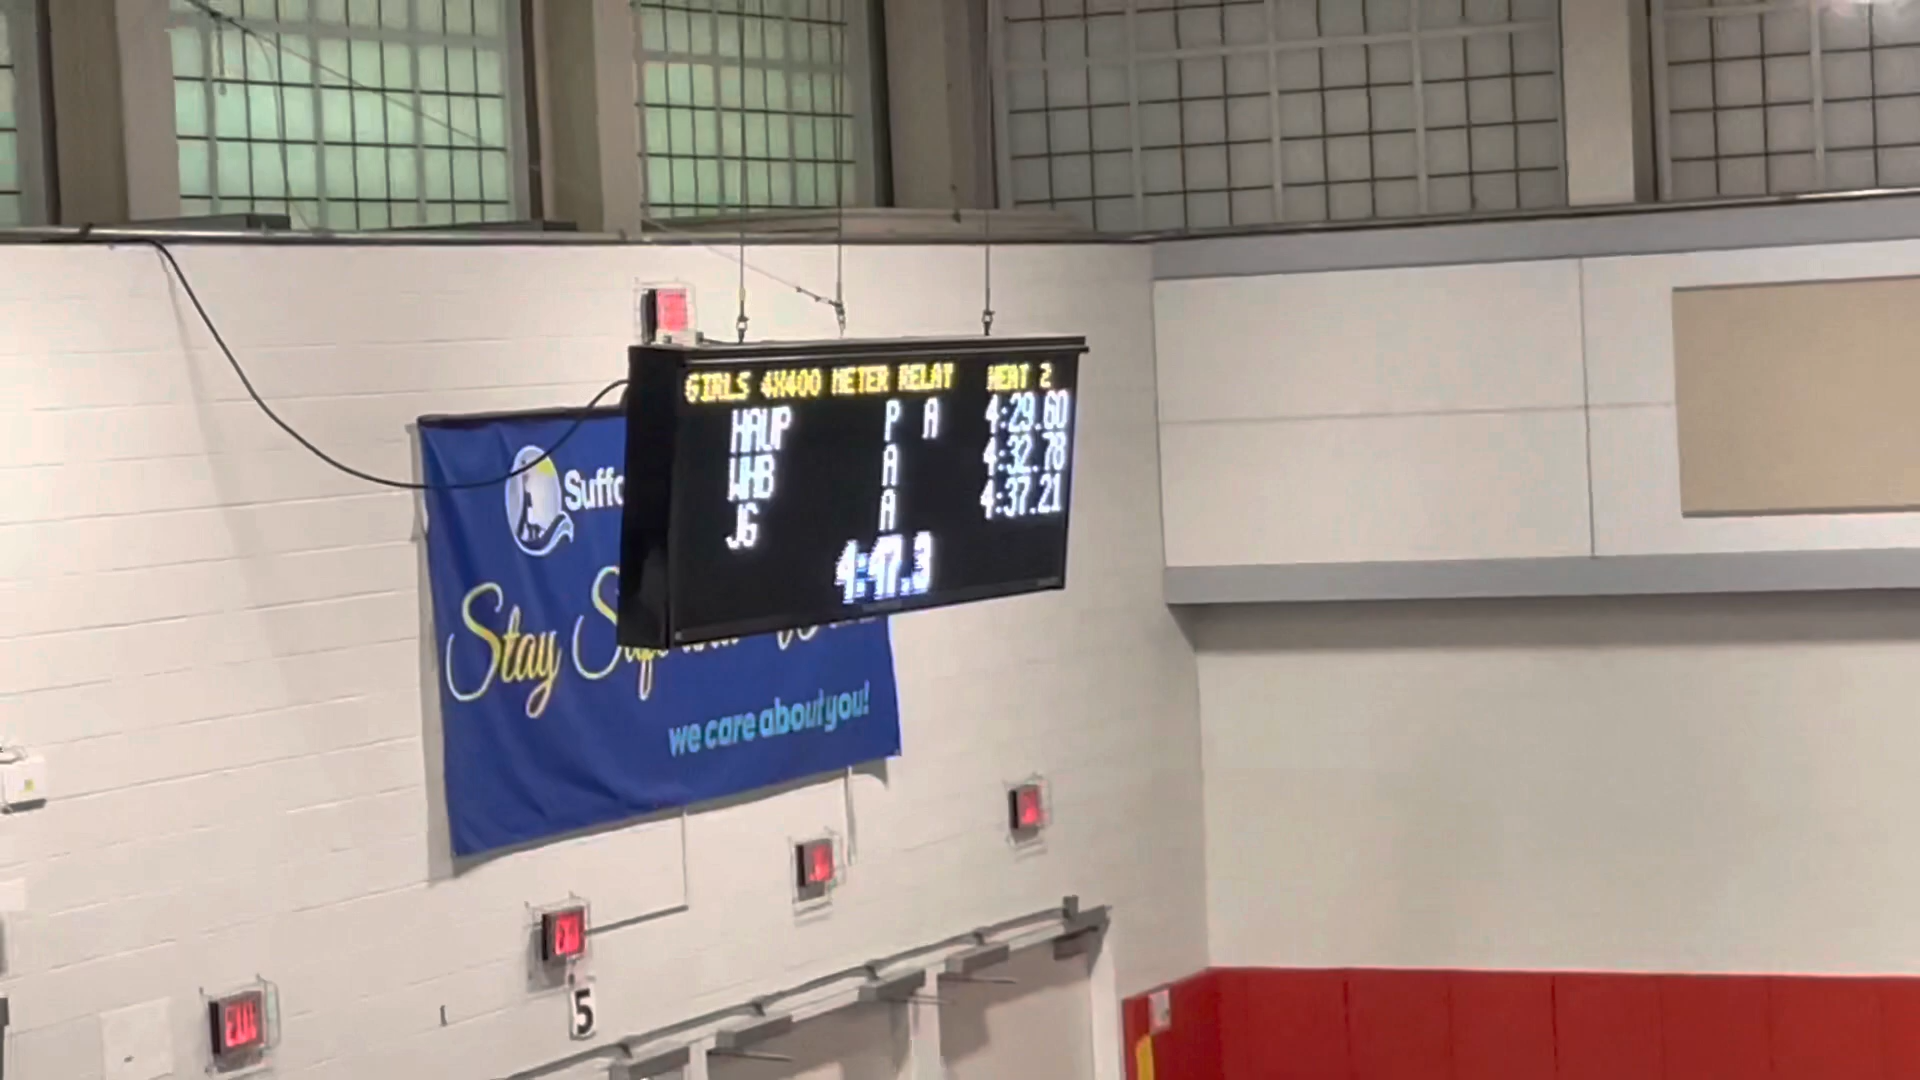 GIRLS 4X400 METER RELAY HEAT 2
HAUP P A 4:29.60
WHB A 4:32.78
JG A 4:37.21
4:47.3
Suffo
Stay Safe
we care about you!
5